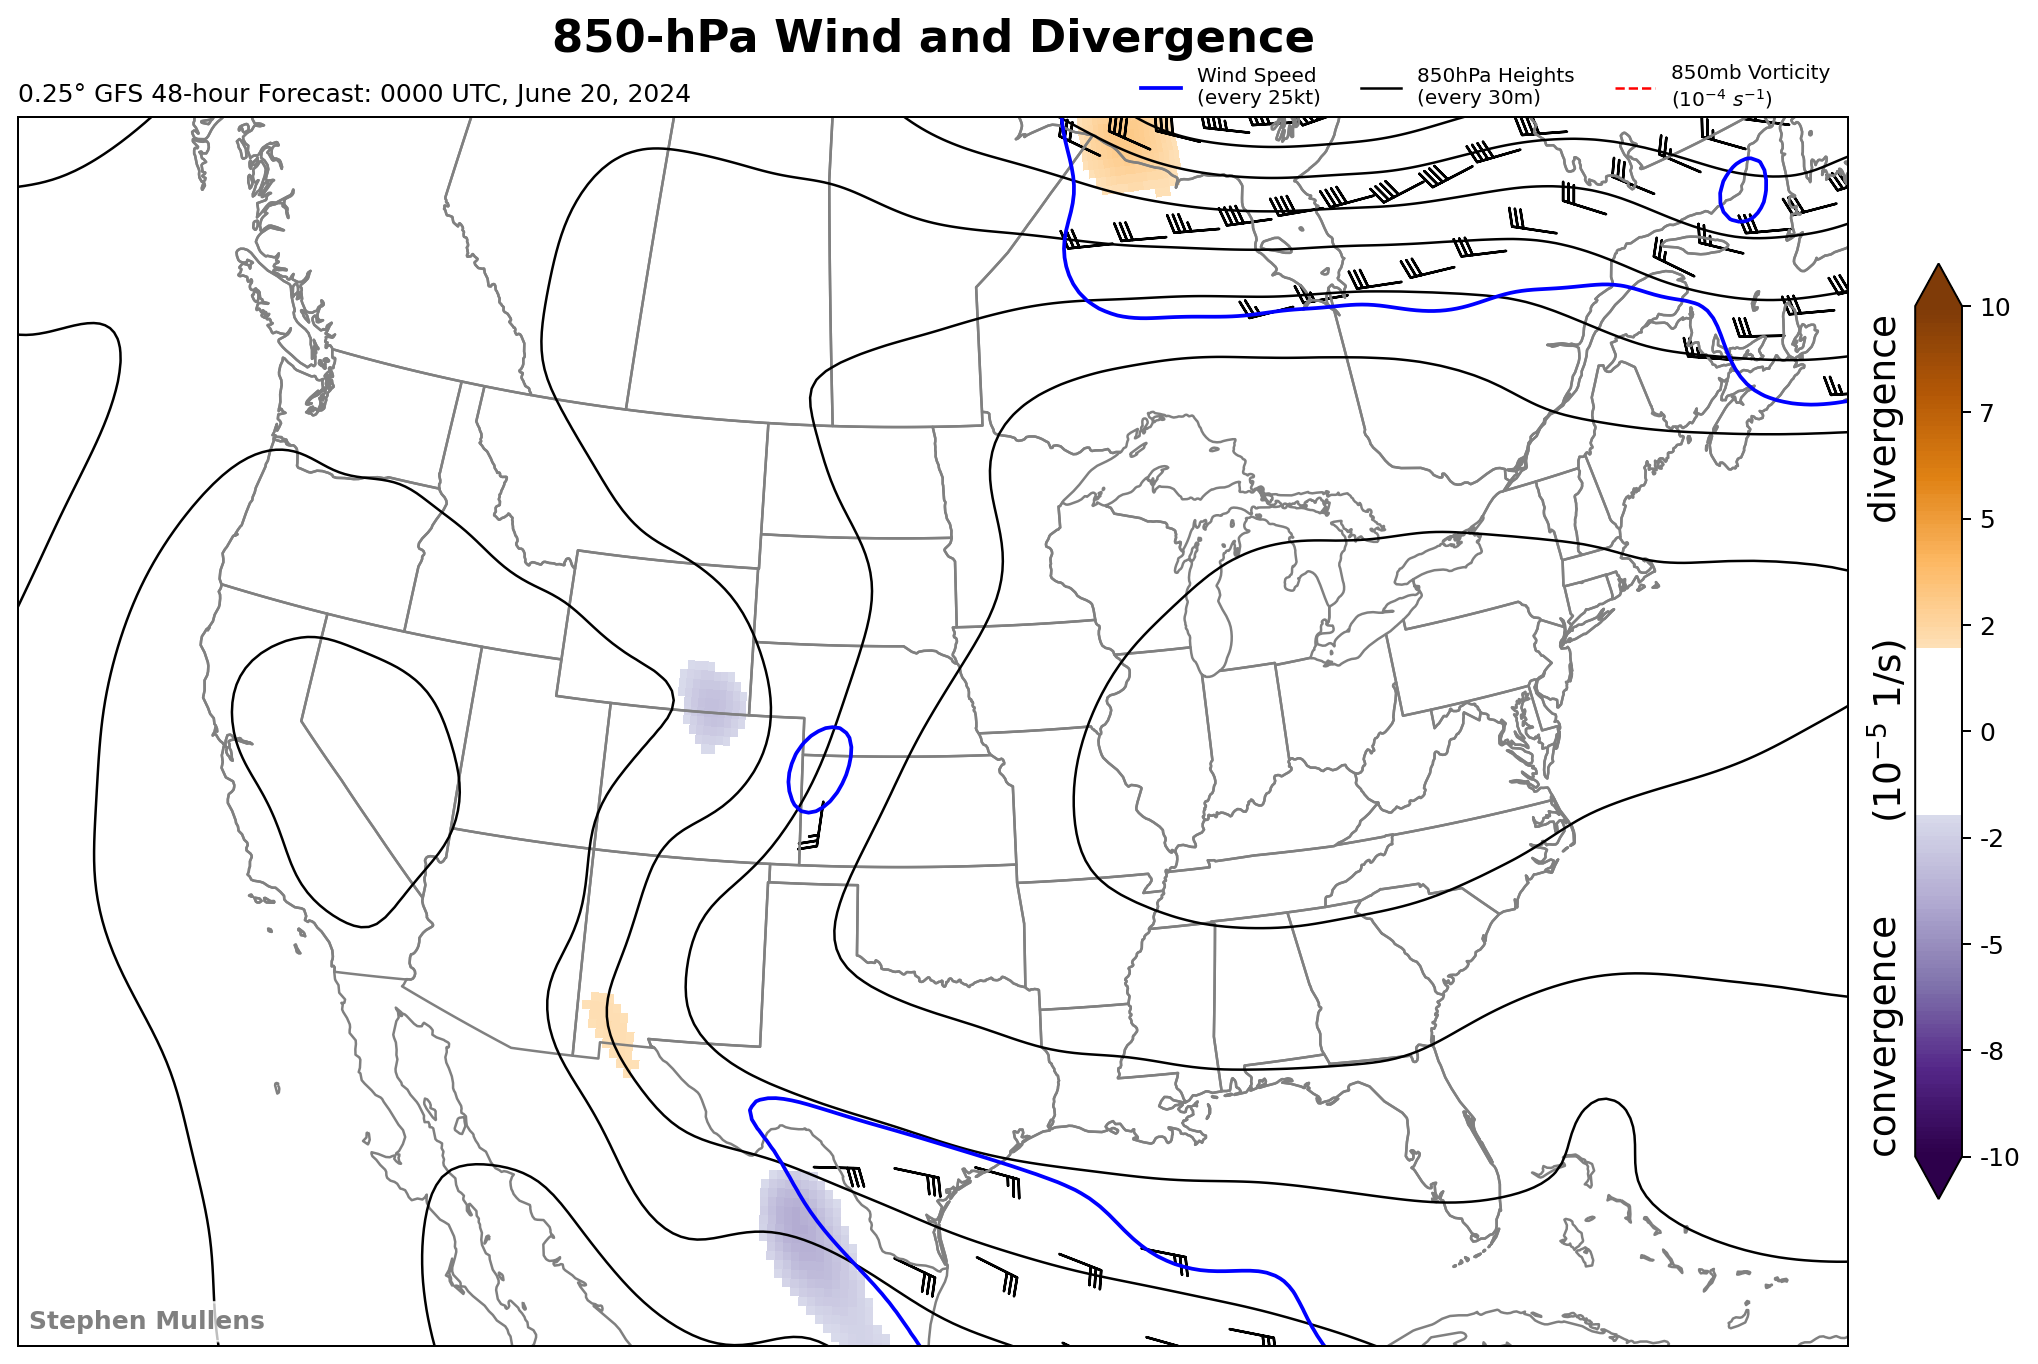 850-hPa Wind and Divergence
0.25° GFS 48-hour Forecast: 0000 UTC, June 20, 2024
Wind Speed
(every 25kt)
850hPa Heights
(every 30m)
850mb Vorticity
(10⁻⁴ s⁻¹)
10
7
5
2
0
-2
-5
-8
-10
convergence (10⁻⁵ 1/s) divergence
Stephen Mullens